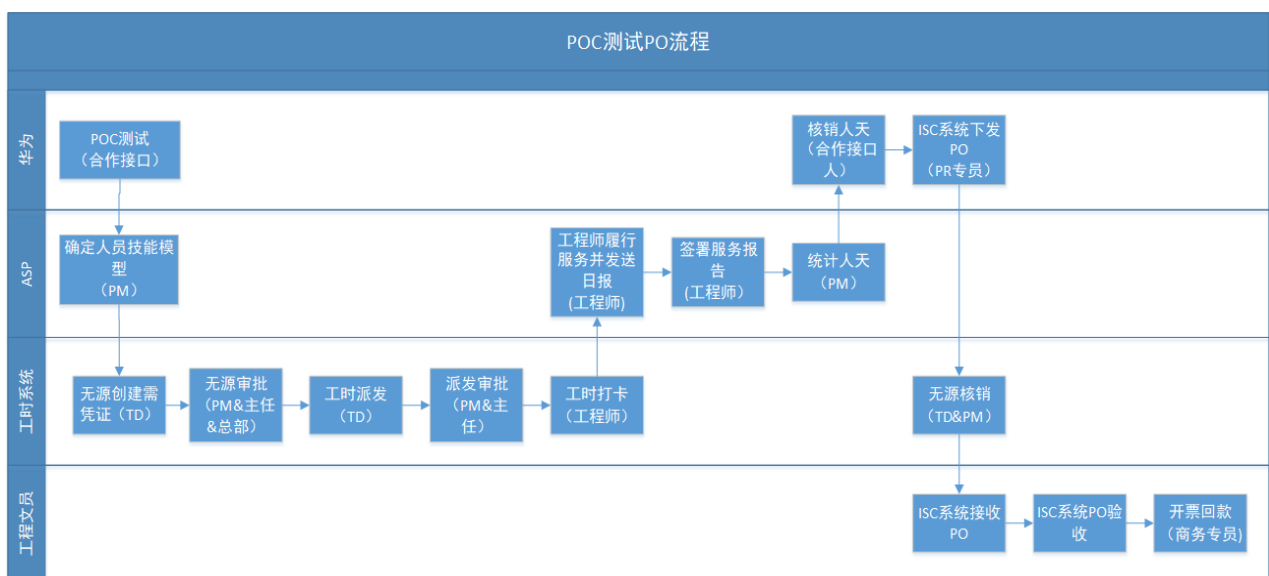 POC测试PO流程
华为
POC测试
（合作接口）
核销人天
（合作接口
人）
ISC系统下发
PO
（PR专员）
ASP
确定人员技能模
型
（PM）
工程师履行
服务并发送
日报
(工程师)
签署服务报
告
(工程师）
统计人天
（PM）
工时系统
无源创建需
凭证（TD）
无源审批
（PM&主任
&总部）
工时派发
（TD）
派发审批
（PM&主
任）
工时打卡
（工程师）
无源核销
（TD&PM）
工程文员
ISC系统接收
PO
ISC系统PO验
收
开票回款
（商务专员)